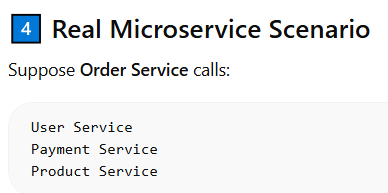 4 Real Microservice Scenario
Suppose Order Service calls:
User Service
Payment Service
Product Service